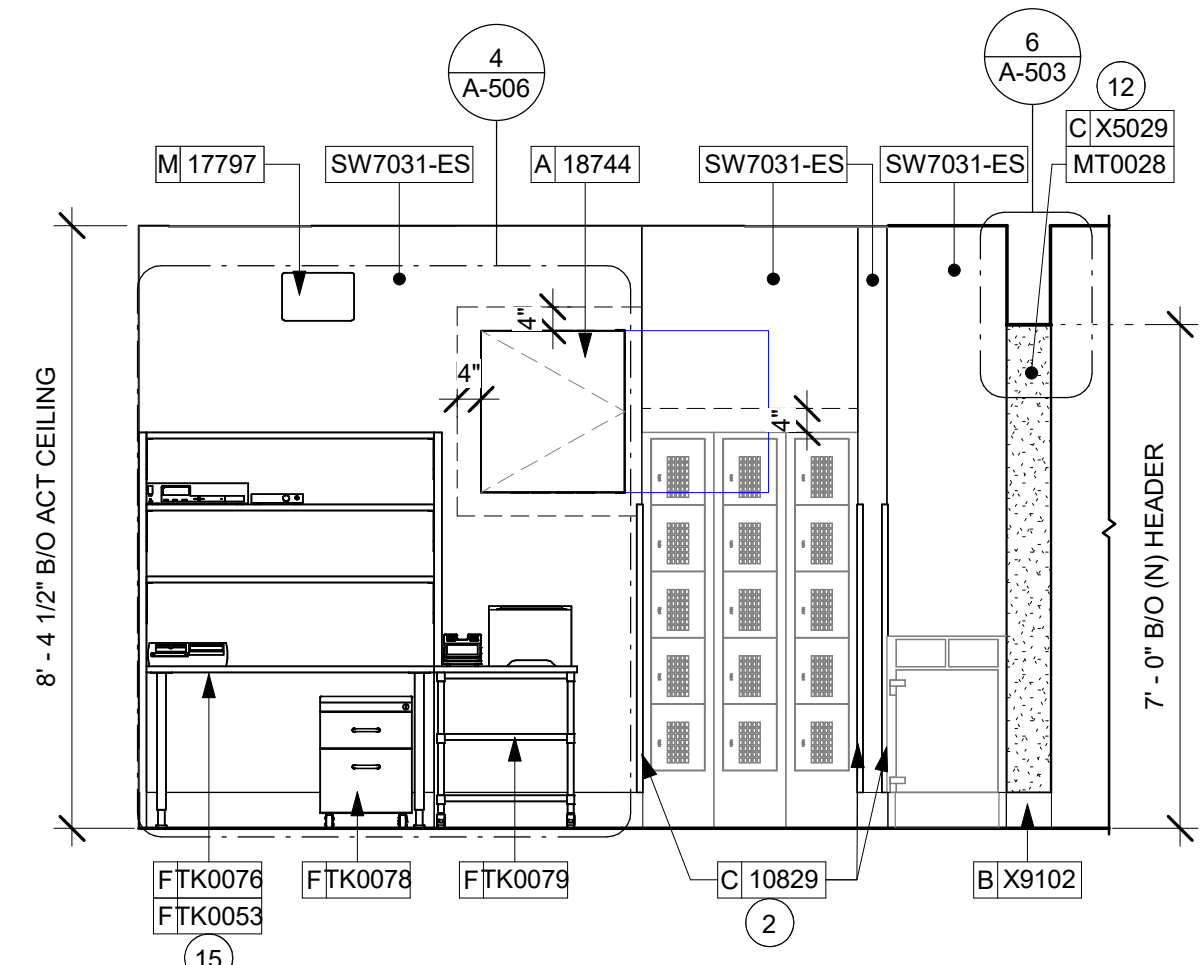 4
A-506
6
A-503
12
C X5029
MT0028
M 17797
SW7031-ES
A 18744
SW7031-ES
SW7031-ES
4"
4"
4"
8' - 4 1/2" B/O ACT CEILING
7' - 0" B/O (N) HEADER
F TK0076
F TK0053
15
F TK0078
F TK0079
C 10829
2
B X9102